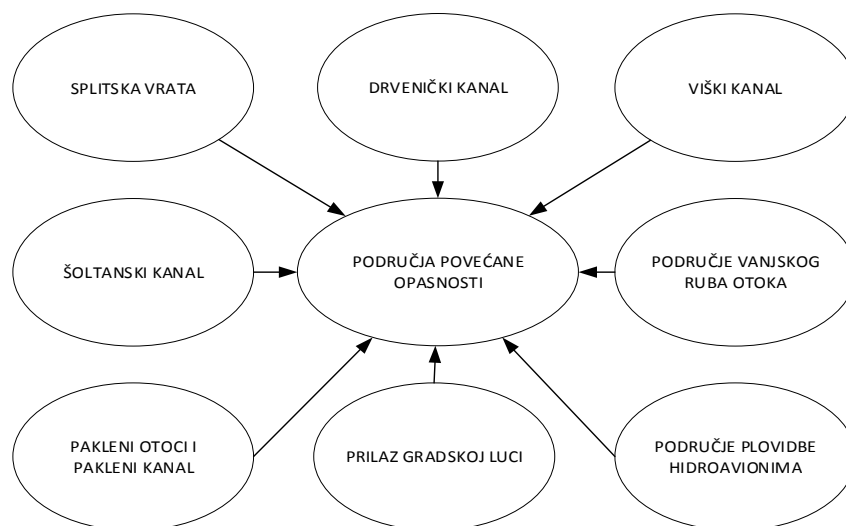 SPLITSKA VRATA
DRVENIČKI KANAL
VIŠKI KANAL
ŠOLTANSKI KANAL
PODRUČJA POVEĆANE
OPASNOSTI
PODRUČJE VANJSKOG
RUBA OTOKA
PAKLENI OTOCI I
PAKLENI KANAL
PRILAZ GRADSKOJ LUCI
PODRUČJE PLOVIDBE
HIDROAVIONIMA